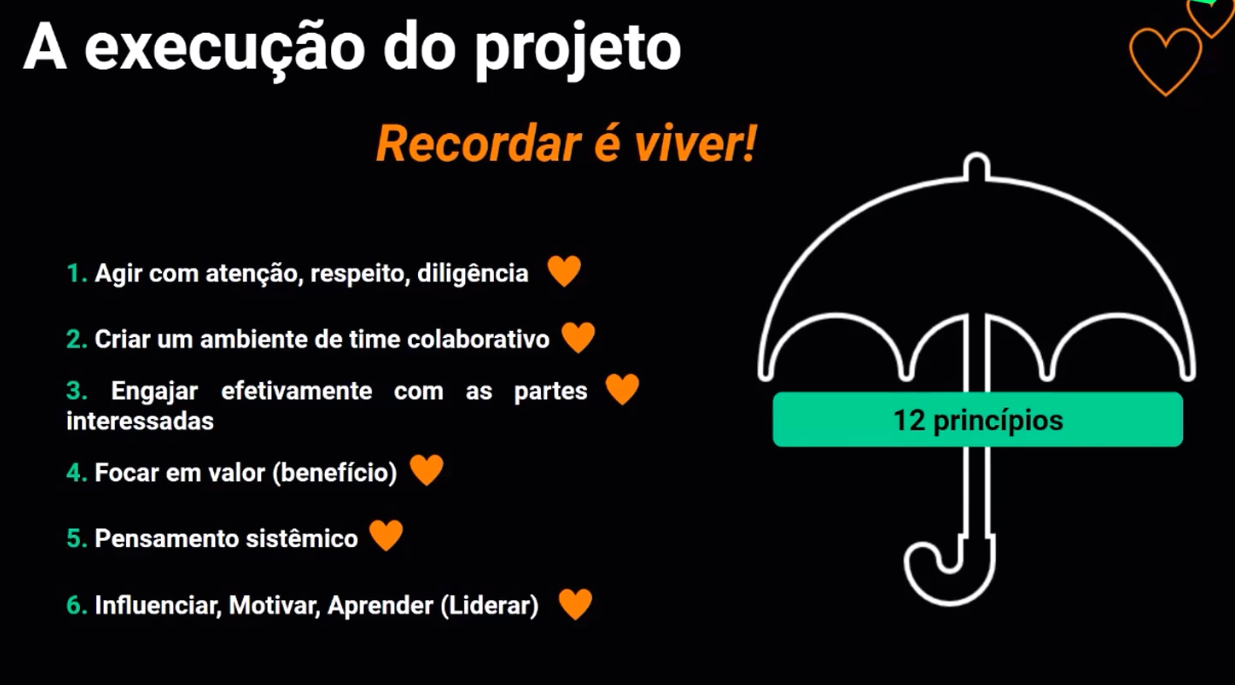 A execução do projeto
Recordar é viver!
1. Agir com atenção, respeito, diligência
2. Criar um ambiente de time colaborativo
3. Engajar efetivamente com as partes
interessadas
4. Focar em valor (benefício)
5. Pensamento sistêmico
6. Influenciar, Motivar, Aprender (Liderar)
12 princípios